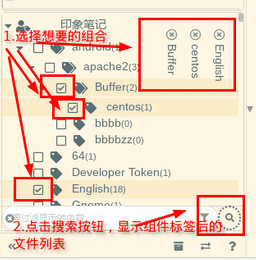 印象笔记
1.选择想要的组合
android(1)
apache2(3)
Buffer(2)
centos(1)
bbbb(0)
bbbbzz(0)
64(1)
Developer Token(1)
English(18)
Buffer
centos
English
2.点击搜索按钮，显示组件标签后的
文件列表